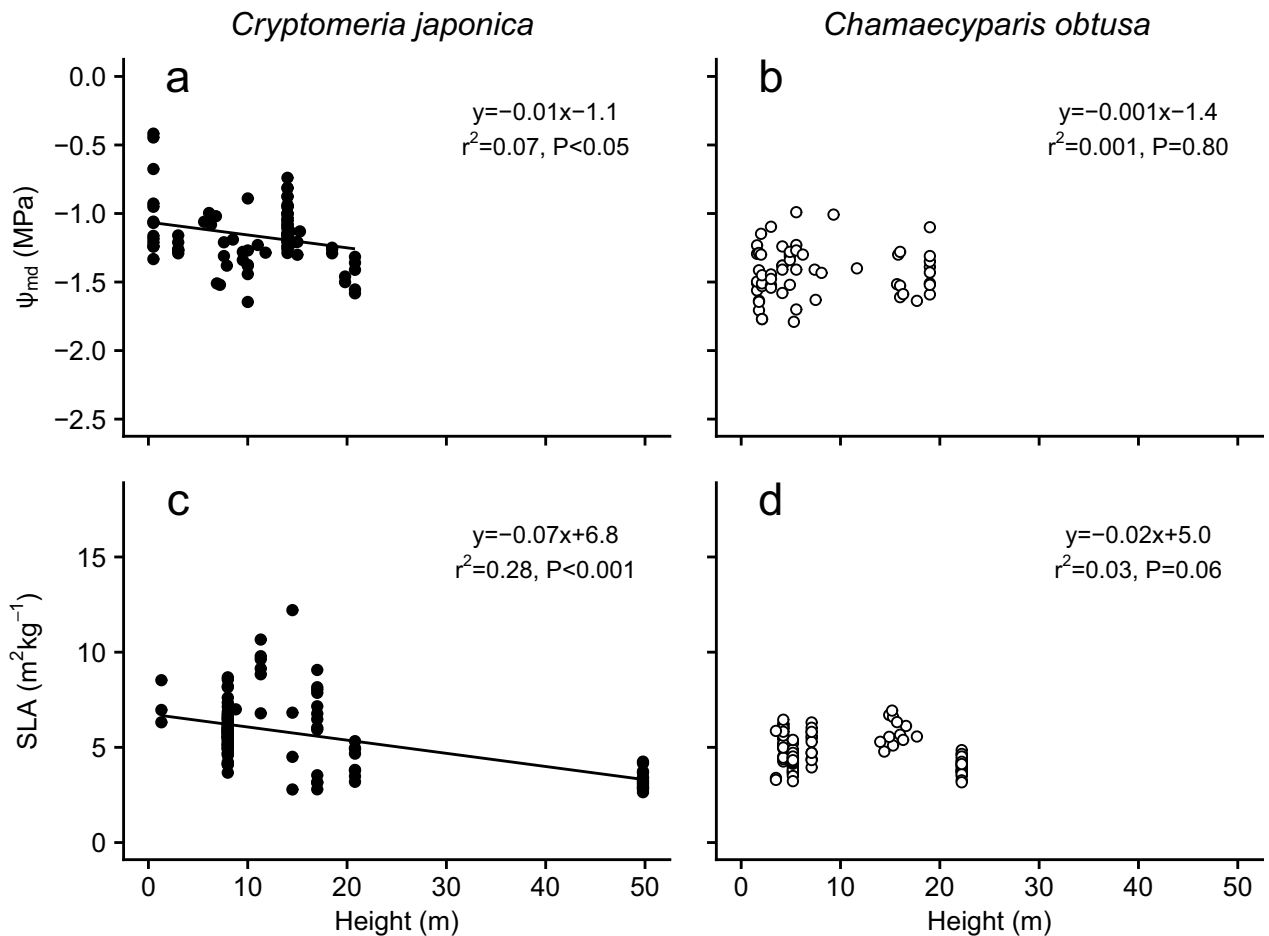 Cryptomeria japonica
Chamaecyparis obtusa
a
y=−0.01x−1.1
r²=0.07, P<0.05
b
y=−0.001x−1.4
r²=0.001, P=0.80
0.0
−0.5
−1.0
−1.5
−2.0
−2.5
ψmd (MPa)
c
y=−0.07x+6.8
r²=0.28, P<0.001
d
y=−0.02x+5.0
r²=0.03, P=0.06
15
10
5
0
SLA (m²kg⁻¹)
0 10 20 30 40 50
0 10 20 30 40 50
Height (m)
Height (m)